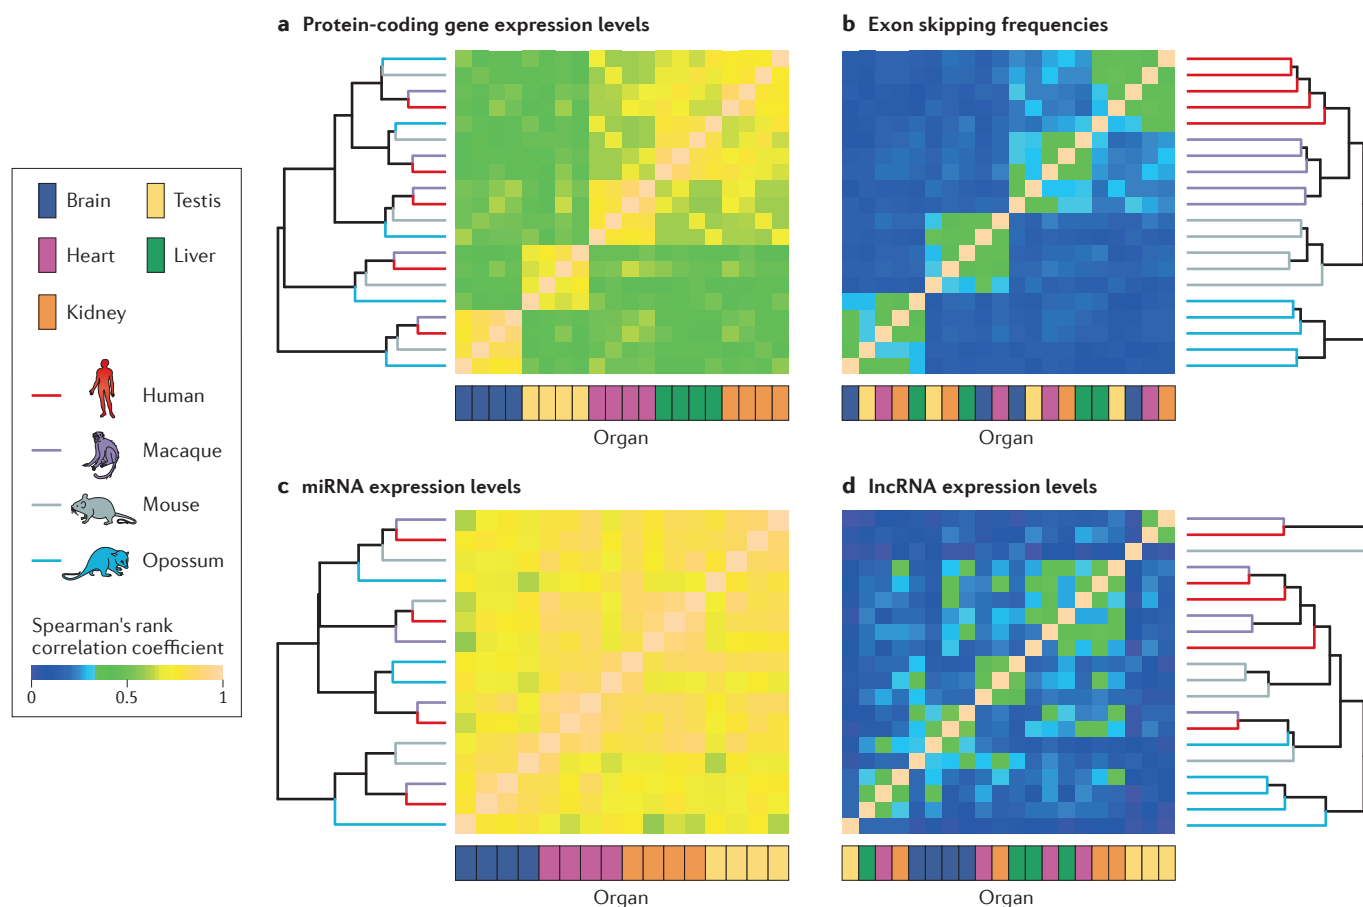 a Protein-coding gene expression levels
b Exon skipping frequencies
Brain
Testis
Heart
Liver
Kidney
Human
Macaque
Mouse
Opossum
Spearman's rank
correlation coefficient
0 0.5 1
Organ
Organ
c miRNA expression levels
d lncRNA expression levels
Organ
Organ